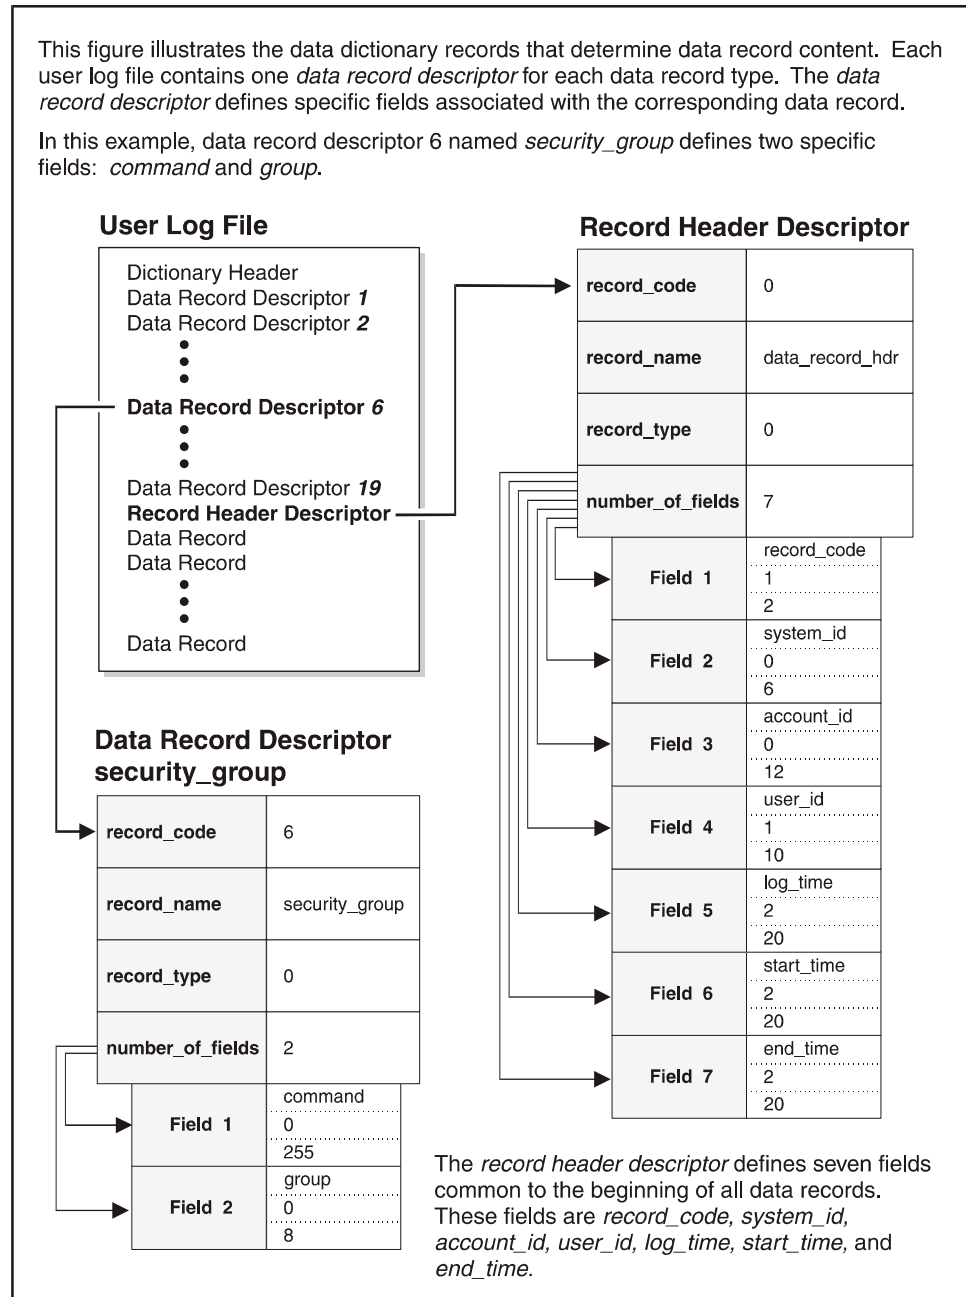 This figure illustrates the data dictionary records that determine data record content. Each
user log file contains one data record descriptor for each data record type. The data
record descriptor defines specific fields associated with the corresponding data record.
In this example, data record descriptor 6 named security_group defines two specific
fields: command and group.
User Log File
Dictionary Header
Data Record Descriptor 1
Data Record Descriptor 2
Data Record Descriptor 6
Data Record Descriptor 19
Record Header Descriptor
Data Record
Data Record
Data Record
Record Header Descriptor
record_code 0
record_name data_record_hdr
record_type 0
number_of_fields 7
Field 1
record_code
1
2
Field 2
system_id
0
6
Field 3
account_id
0
12
Field 4
user_id
1
10
Field 5
log_time
2
20
Field 6
start_time
2
20
Field 7
end_time
2
20
Data Record Descriptor
security_group
record_code 6
record_name security_group
record_type 0
number_of_fields 2
Field 1
command
0
255
Field 2
group
0
8
The record header descriptor defines seven fields
common to the beginning of all data records.
These fields are record_code, system_id,
account_id, user_id, log_time, start_time, and
end_time.